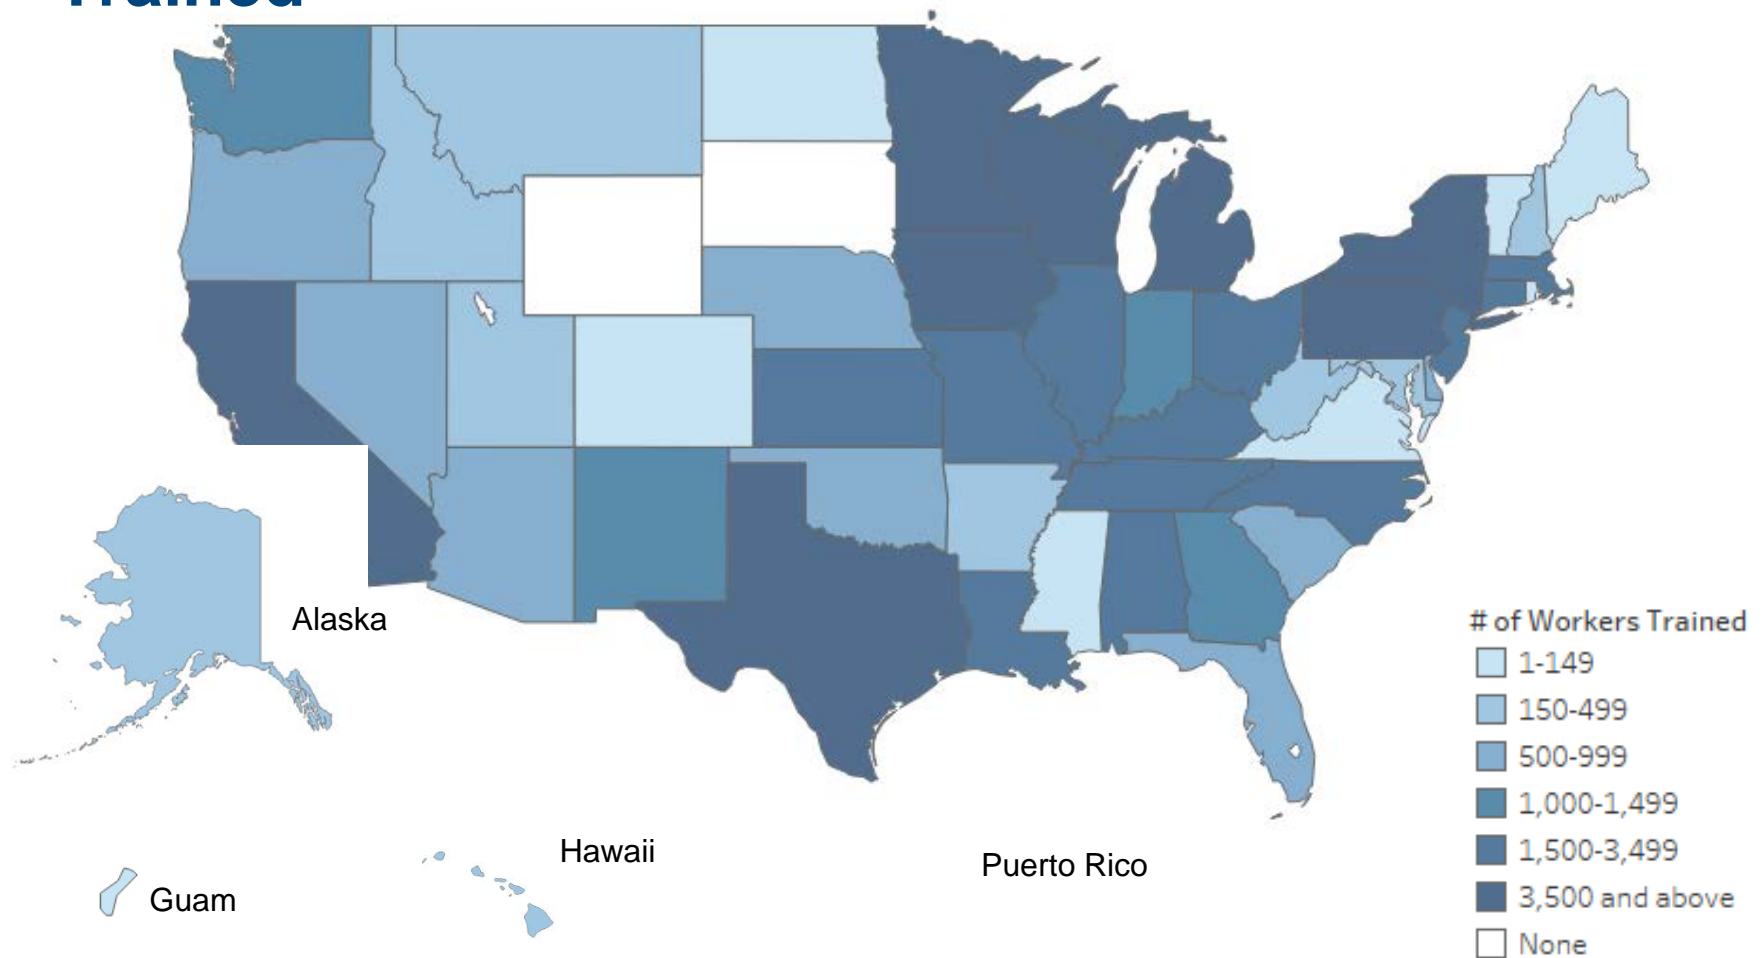 Trained
Alaska
Hawaii
Puerto Rico
Guam
# of Workers Trained
1-149
150-499
500-999
1,000-1,499
1,500-3,499
3,500 and above
None